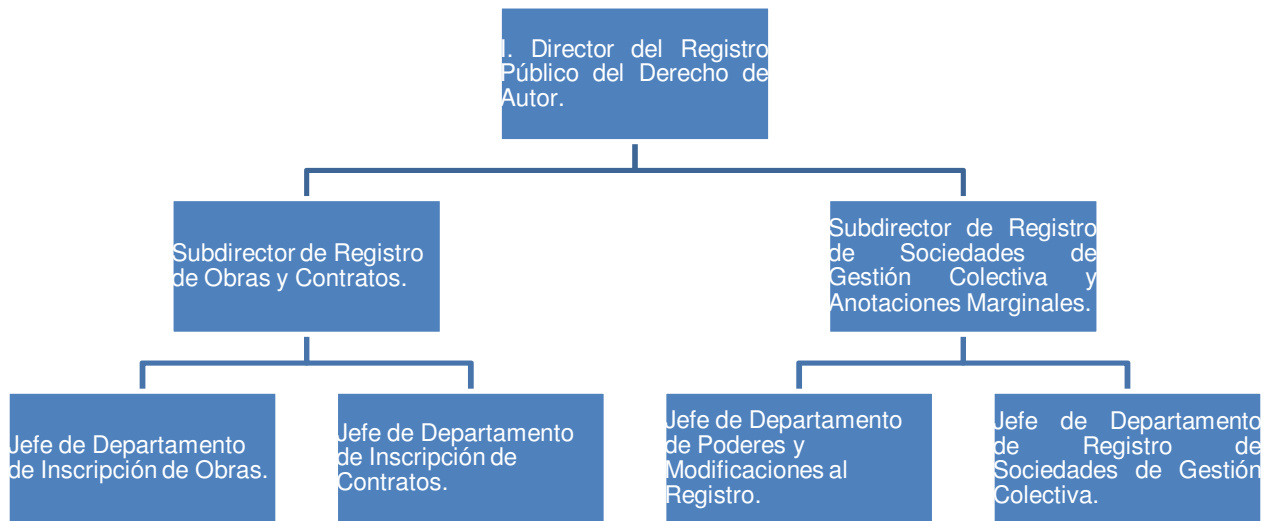 I. Director del Registro
Público del Derecho de
Autor.
Subdirector de Registro
de Obras y Contratos.
Subdirector de Registro
de Sociedades de
Gestión Colectiva y
Anotaciones Marginales.
Jefe de Departamento
de Inscripción de Obras.
Jefe de Departamento
de Inscripción de
Contratos.
Jefe de Departamento
de Poderes y
Modificaciones al
Registro.
Jefe de Departamento
de Registro de
Sociedades de Gestión
Colectiva.